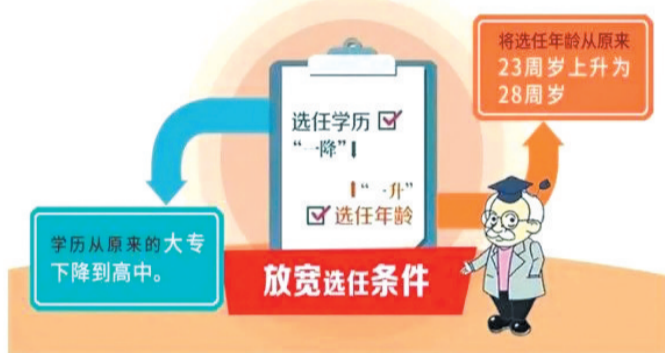 将选任年龄从原来
23周岁上升为
28周岁
选任学历
“一降”
“一升”
选任年龄
学历从原来的大专
下降到高中。
放宽选任条件